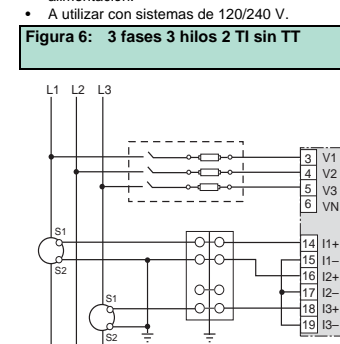 alimentación.
• A utilizar con sistemas de 120/240 V.
Figura 6: 3 fases 3 hilos 2 TI sin TT
L1 L2 L3
3 V1
4 V2
5 V3
6 VN
S1
S2
14 I1+
15 I1–
16 I2+
17 I2–
18 I3+
19 I3–
S1
S2